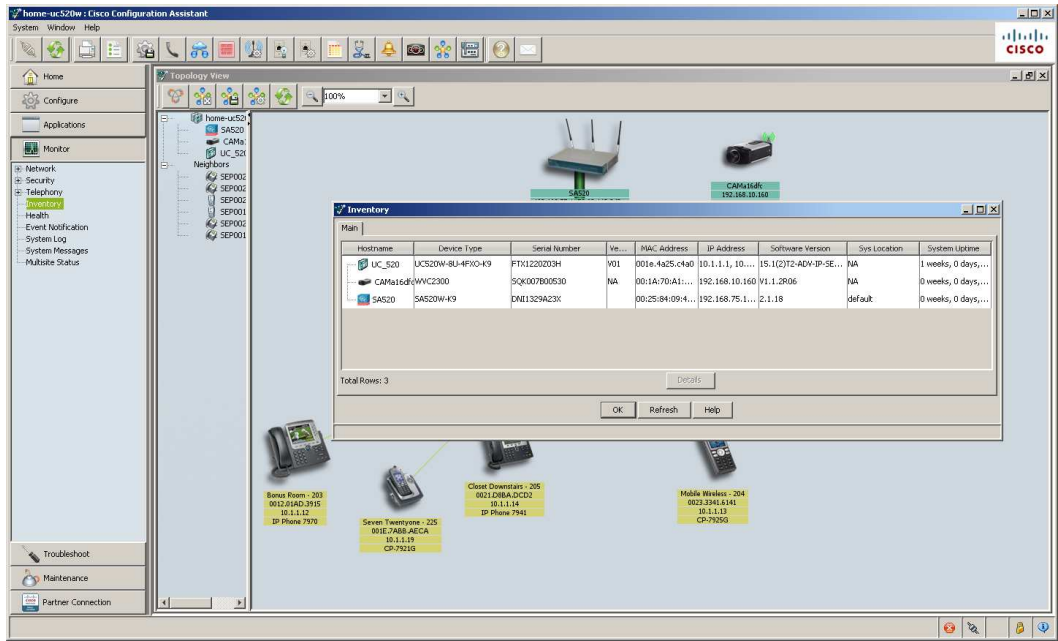 home-uc520w : Cisco Configuration Assistant
System Window Help
CISCO
Home
Configure
Applications
Monitor
Network
Security
Telephony
Inventory
Health
Event Notification
System Log
System Messages
Multisite Status
Troubleshoot
Maintenance
Partner Connection
Topology View
100%
home-uc52
SA520
CAMa
UC_52
Neighbors
SEP002
SEP002
SEP002
SEP001
SEP002
SEP001
SA520
CAMa16dfc
192.168.10.160
Inventory
Main
Hostname Device Type Serial Number Ve... MAC Address IP Address Software Version Sys Location System Uptime
UC_520 UC520W-8U-4FXO-K9 FTX1220Z03H V01 001e.4a25.c4a0 10.1.1.1, 10.... 15.1(2)T2-ADV-IP-SE... NA 1 weeks, 0 days,...
CAMa16dfc WVC2300 SQK007B00530 NA 00:1A:70:A1:... 192.168.10.160 V1.1.2R06 NA 0 weeks, 0 days,...
SA520 SA520W-K9 DNI1329A23X 00:25:84:09:4... 192.168.75.1... 2.1.18 default 0 weeks, 0 days,...
Total Rows: 3
Details
OK Refresh Help
Bonus Room - 203
0012.01AD.3915
10.1.1.12
IP Phone 7970
Seven Twentyone - 225
001E.7ABB.AECA
10.1.1.19
CP-7921G
Closet Downstairs - 205
0021.D8BA.DCD2
10.1.1.14
IP Phone 7941
Mobile Wireless - 204
0023.3341.6141
10.1.1.13
CP-7925G